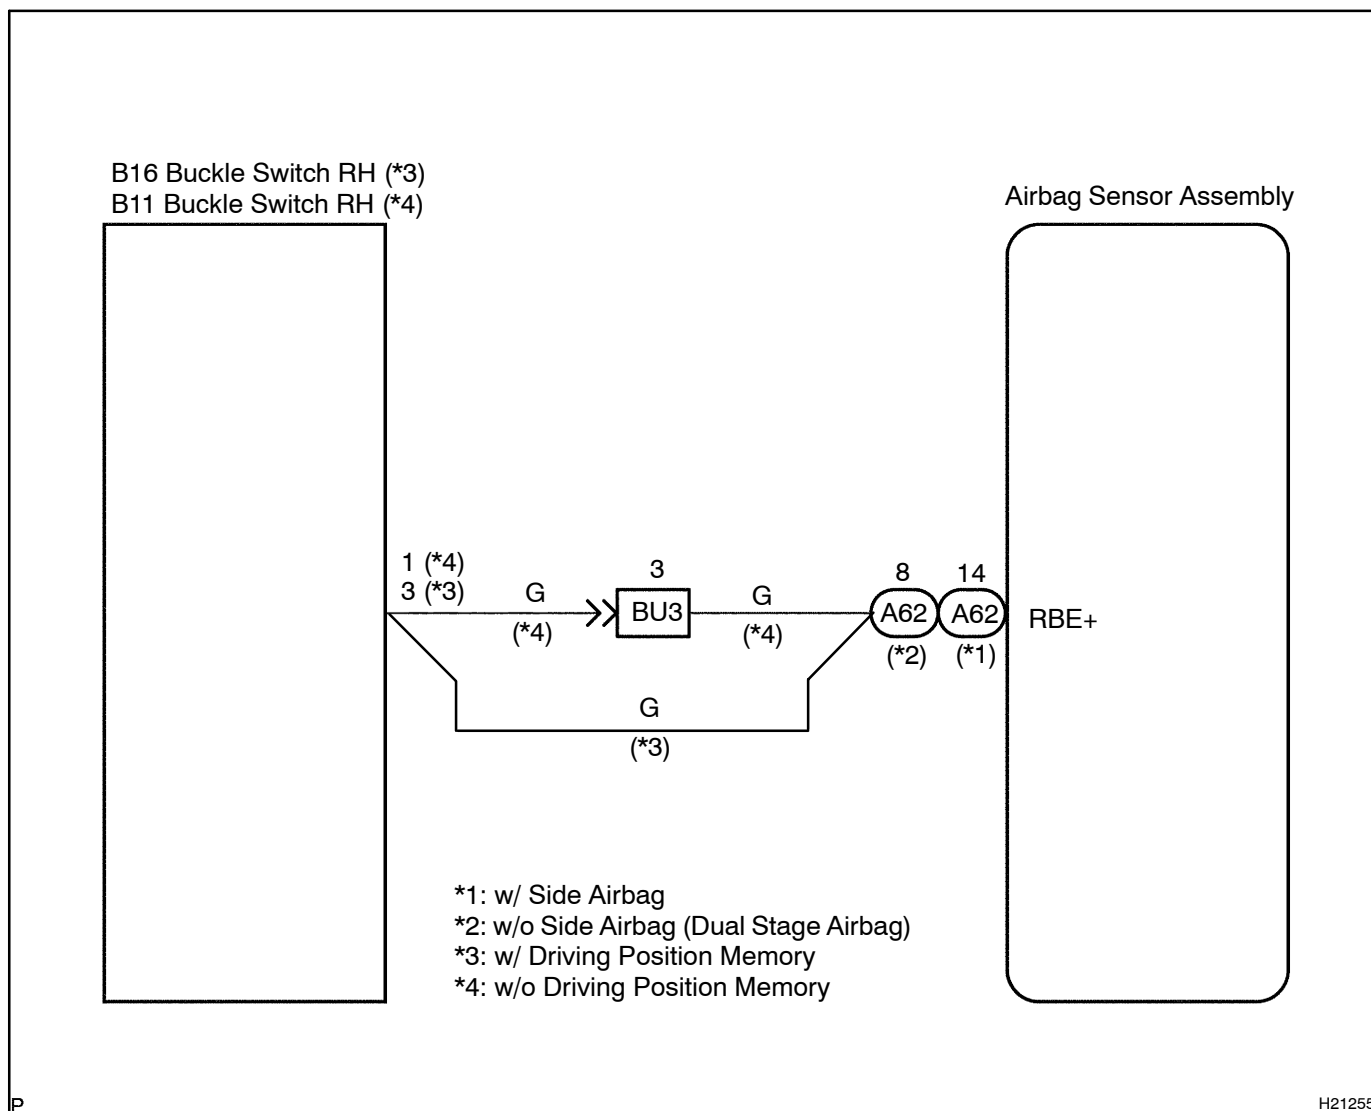 B16 Buckle Switch RH (*3)
B11 Buckle Switch RH (*4)
Airbag Sensor Assembly
1 (*4)
3 (*3)
G
(*4)
3
BU3
G
(*4)
8
A62
(*2)
14
A62
(*1)
RBE+
G
(*3)
*1: w/ Side Airbag
*2: w/o Side Airbag (Dual Stage Airbag)
*3: w/ Driving Position Memory
*4: w/o Driving Position Memory
P
H21255